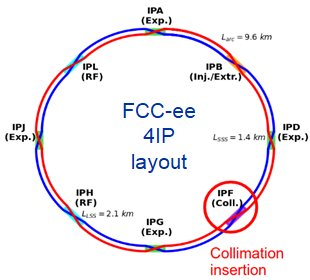 IPA
(Exp.)
L_arc = 9.6 km
IPL
(RF)
IPB
(Inj./Extr.)
FCC-ee
4IP
layout
IPJ
(Exp.)
IPD
(Exp.)
L_SSS = 1.4 km
IPH
(RF)
L_LSS = 2.1 km
IPF
(Coll.)
IPG
(Exp.)
Collimation
insertion